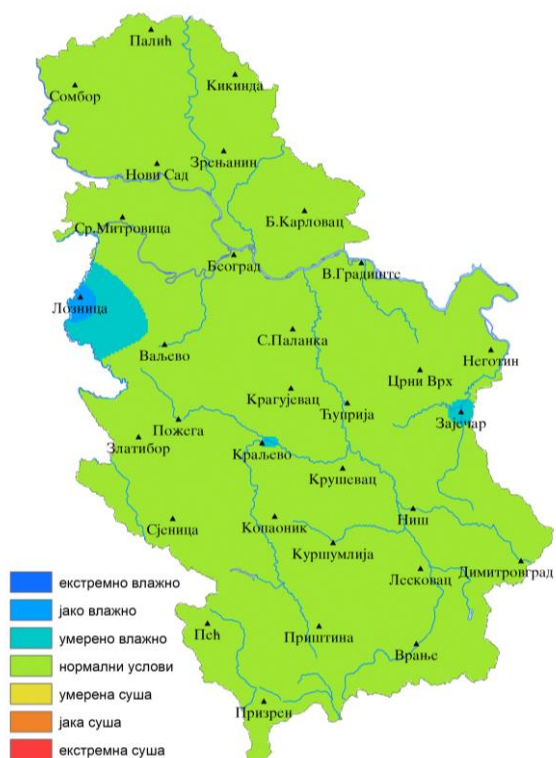 Палић
Кикинда
Сомбор
Зрењанин
Нови Сад
Б.Карловац
Ср.Митровица
Београд
В.Градиште
Лозница
С.Паланка
Ваљево
Неготин
Црни Врх
Крагујевац
Ћуприја
Пожега
Зајечар
Златибор
Краљево
Крушевац
Сјеница
Копаоник
Ниш
Куршумлија
Лесковац
Димитровград
Пећ
Приштина
Врање
Призрен
екстремно влажно
јако влажно
умерено влажно
нормални услови
умерена суша
јака суша
екстремна суша